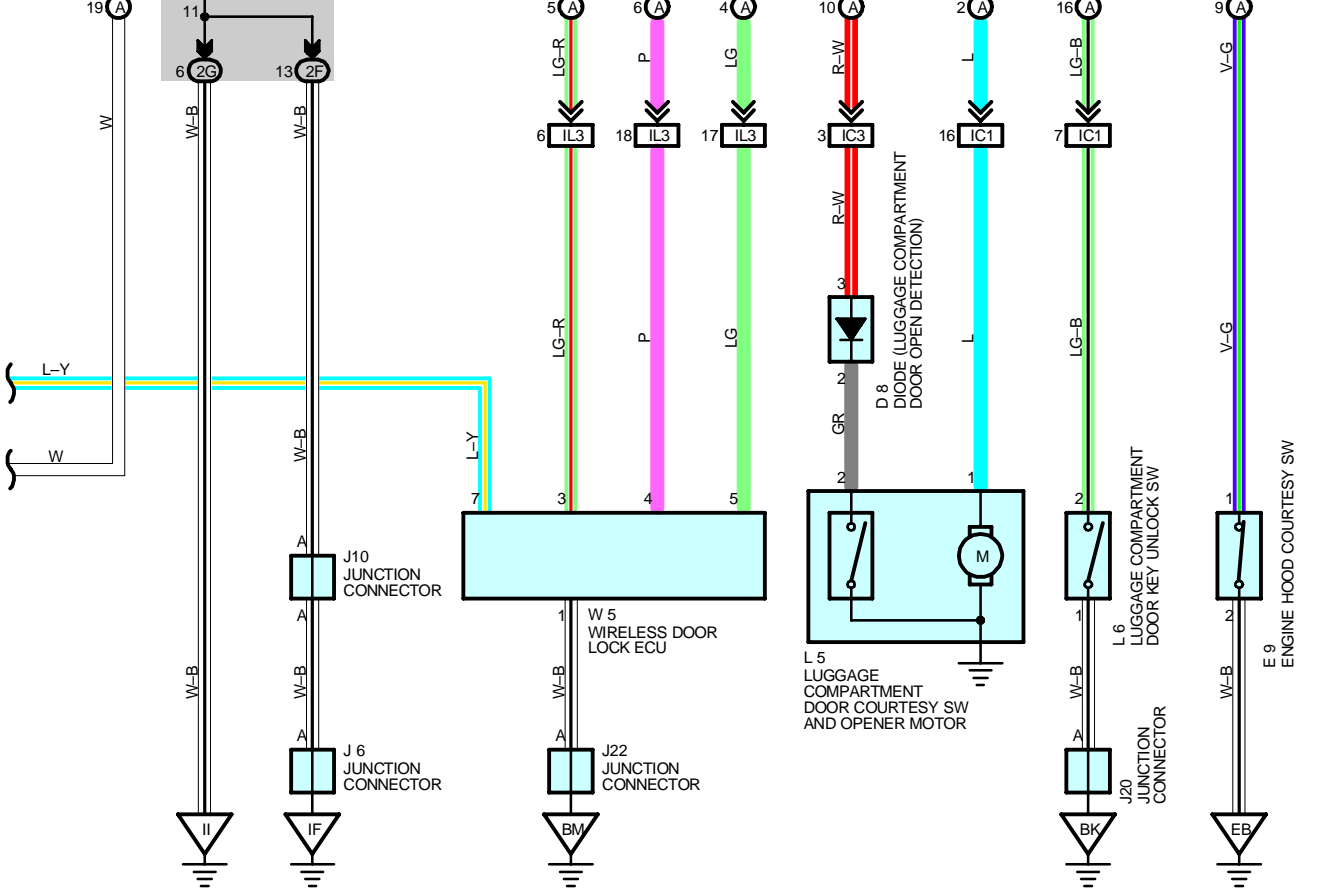 19 A
11
5 A
6 A
4 A
10 A
2 A
16 A
9 A
6 2G
13 2F
LG–R
P
LG
R–W
L
LG–B
V–G
W
W–B
W–B
6 IL3
18 IL3
17 IL3
3 IC3
16 IC1
7 IC1
R–W
3
2
D 8
DIODE (LUGGAGE COMPARTMENT
DOOR OPEN DETECTION)
LG–R
P
LG
L
LG–B
V–G
L–Y
W
W–B
L–Y
GR
7
3
4
5
2
1
2
1
M
A
J10
JUNCTION
CONNECTOR
A
1
W 5
WIRELESS DOOR
LOCK ECU
L 5
LUGGAGE
COMPARTMENT
DOOR COURTESY SW
AND OPENER MOTOR
1
L 6
LUGGAGE COMPARTMENT
DOOR KEY UNLOCK SW
2
E 9
ENGINE HOOD COURTESY SW
W–B
W–B
W–B
W–B
W–B
A
J 6
JUNCTION
CONNECTOR
A
J22
JUNCTION
CONNECTOR
A
J20
JUNCTION
CONNECTOR
II
IF
BM
BK
EB